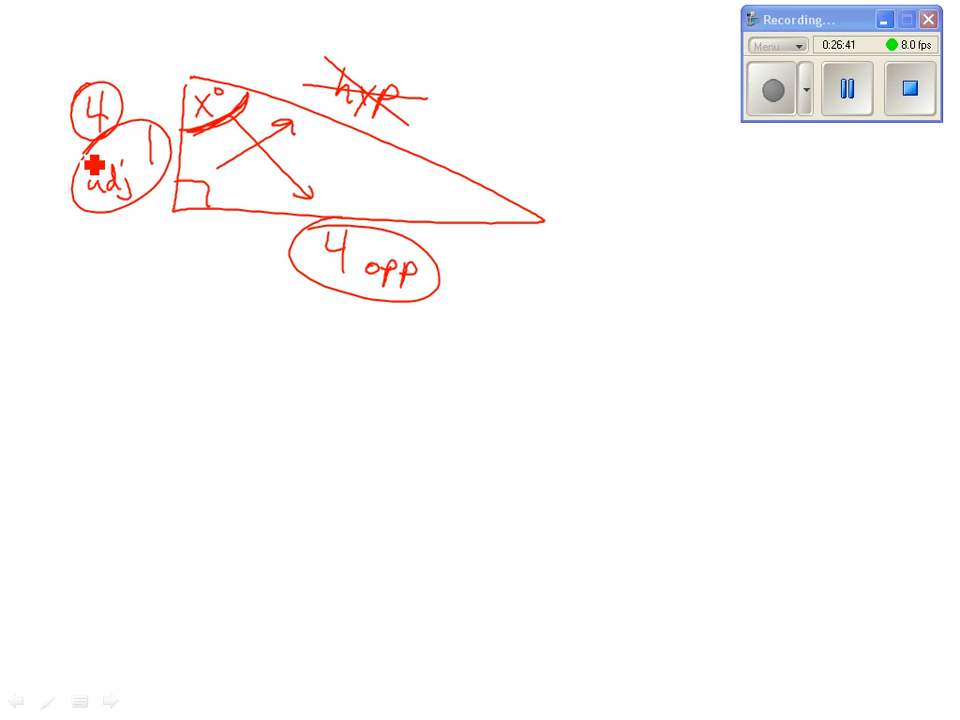 Recording...
Menu
0:26:41
8.0 fps
hyp
4
x°
1
adj
4 opp